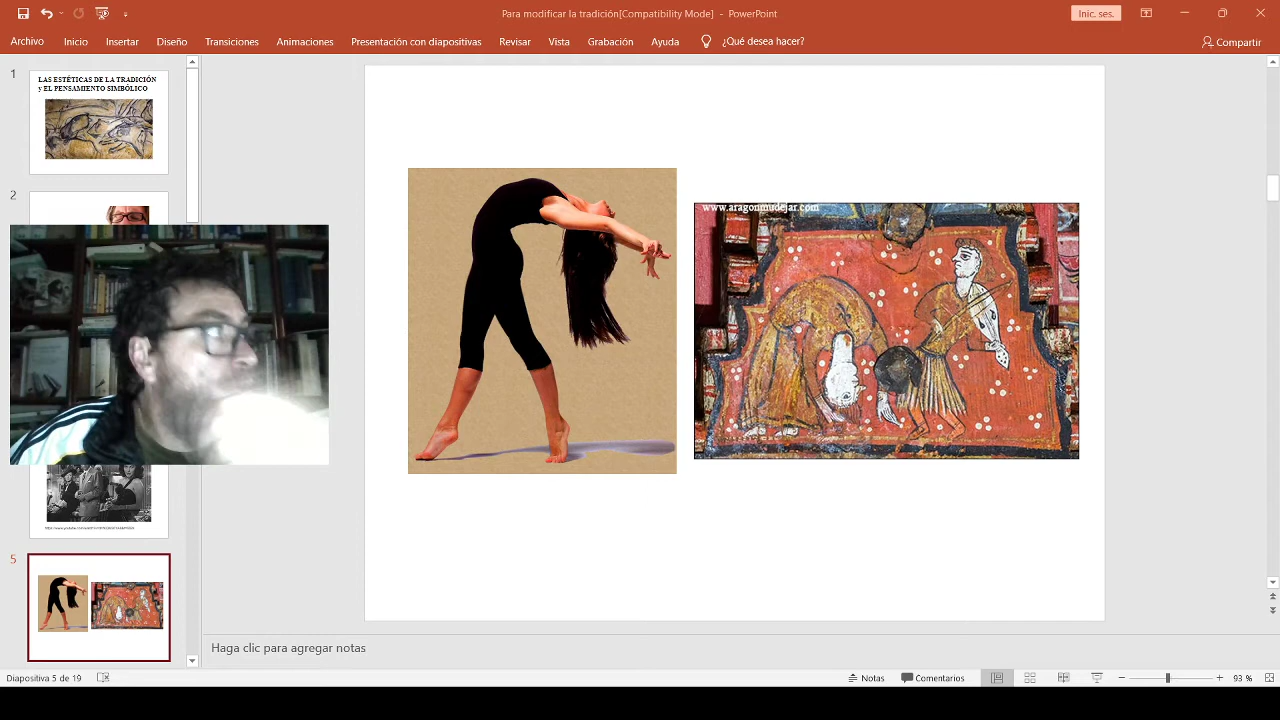 Para modificar la tradición[Compatibility Mode] - PowerPoint
Inic. ses.
Archivo Inicio Insertar Diseño Transiciones Animaciones Presentación con diapositivas Revisar Vista Grabación Ayuda ¿Qué desea hacer? Compartir
1
LAS ESTÉTICAS DE LA TRADICIÓN
y EL PENSAMIENTO SIMBÓLICO
2
5
www.aragonmudejar.com
Haga clic para agregar notas
Diapositiva 5 de 19 Notas Comentarios 93 %